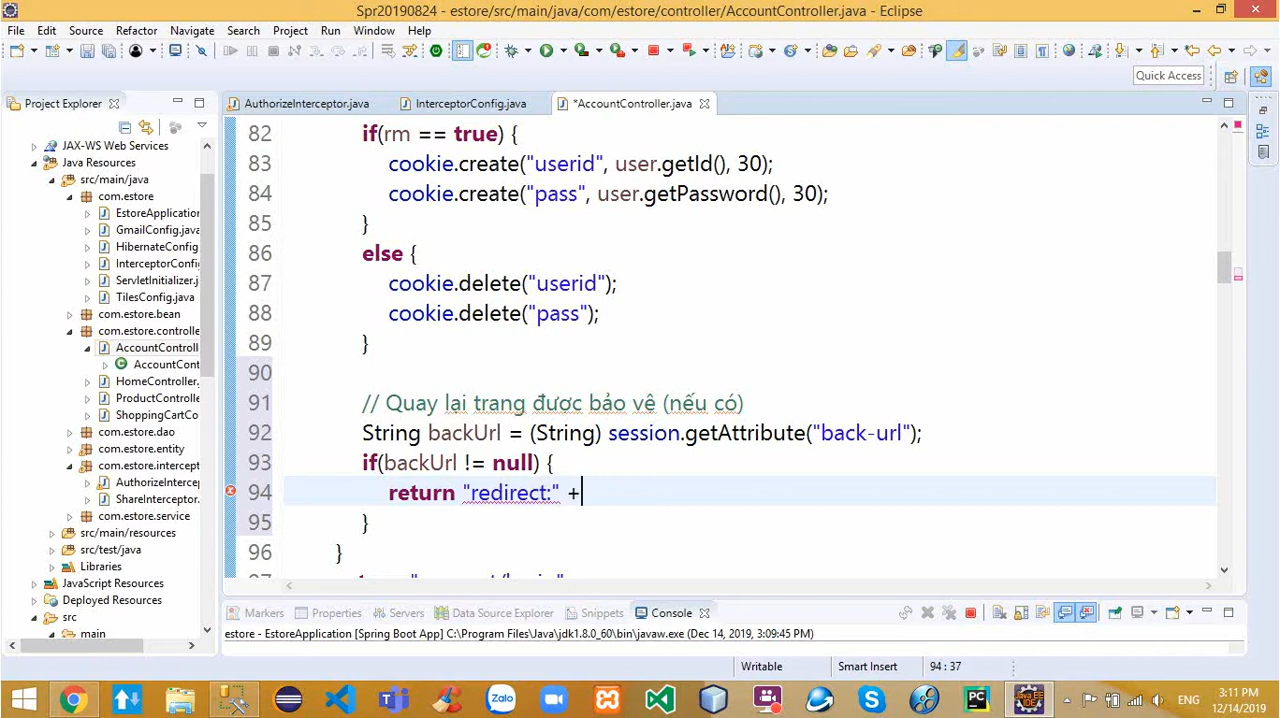 Spr20190824 - estore/src/main/java/com/estore/controller/AccountController.java - Eclipse
File Edit Source Refactor Navigate Search Project Run Window Help
Quick Access
Project Explorer
AuthorizeInterceptor.java InterceptorConfig.java *AccountController.java
JAX-WS Web Services
Java Resources
src/main/java
com.estore
EstoreApplication
GmailConfig.java
HibernateConfig
InterceptorConfi
ServletInitializer.j
TilesConfig.java
com.estore.bean
com.estore.controlle
AccountControll
AccountCont
HomeController.
ProductControlle
ShoppingCartCo
com.estore.dao
com.estore.entity
com.estore.intercept
AuthorizeInterce
ShareInterceptor.
com.estore.service
src/main/resources
src/test/java
Libraries
JavaScript Resources
Deployed Resources
src
main
82 if(rm == true) {
83 cookie.create("userid", user.getId(), 30);
84 cookie.create("pass", user.getPassword(), 30);
85 }
86 else {
87 cookie.delete("userid");
88 cookie.delete("pass");
89 }
90
91 // Quay lại trang được bảo vê (nếu có)
92 String backUrl = (String) session.getAttribute("back-url");
93 if(backUrl != null) {
94 return "redirect:" +
95 }
96 }
Markers Properties Servers Data Source Explorer Snippets Console
estore - EstoreApplication [Spring Boot App] C:\Program Files\Java\jdk1.8.0_60\bin\javaw.exe (Dec 14, 2019, 3:09:45 PM)
Writable Smart Insert 94 : 37
Zalo
ENG
3:11 PM
12/14/2019